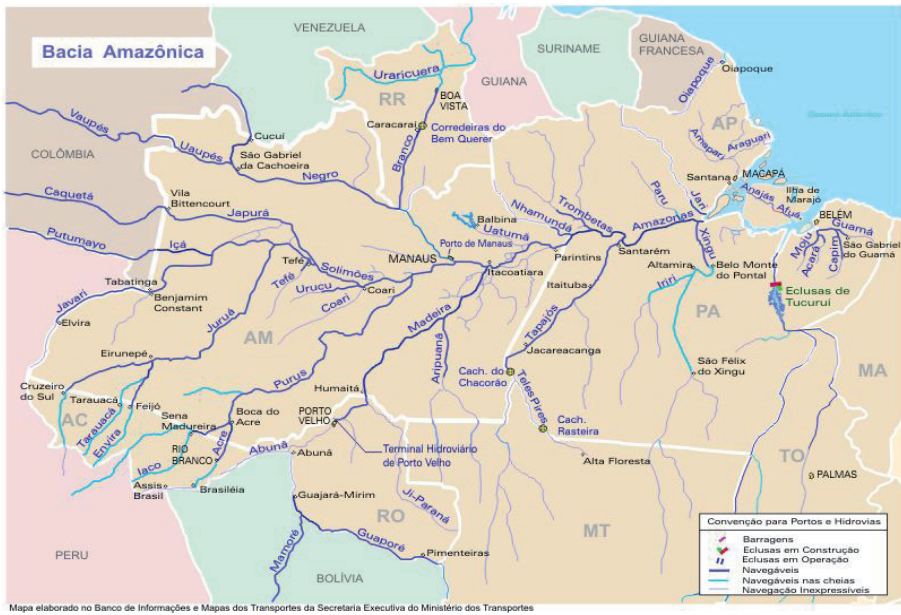 Bacia Amazônica
VENEZUELA
SURINAME
GUIANA
FRANCESA
GUIANA
COLÔMBIA
PERU
BOLÍVIA
RR
AP
AM
PA
AC
RO
MT
TO
MA
Uraricuera
BOA
VISTA
Caracaraí
Corredeiras do
Bem Querer
Branco
Oiapoque
Oiapoque
Amapari
Araguari
Santana
MACAPÁ
Ilha de
Marajó
Anajás
Afuá
BELÉM
Guamá
São Gabriel
do Guamá
Moju
Acará
Capim
Eclusas de
Tucuruí
Vaupés
Uaupés
Cucuí
São Gabriel
da Cachoeira
Negro
Caquetá
Vila
Bittencourt
Japurá
Putumayo
Içá
Tabatinga
Benjamim
Constant
Javari
Elvira
Tefé
Tefé
Solimões
Urucu
Coari
Coari
MANAUS
Porto de Manaus
Balbina
Uatumã
Nhamundá
Trombetas
Paru
Jari
Amazonas
Itacoatiara
Parintins
Santarém
Xingu
Altamira
Belo Monte
do Pontal
Iriri
Itaituba
Tapajós
Jacareacanga
São Félix
do Xingu
Madeira
Aripuanã
Cach. do
Chacorão
Teles Pires
Cach.
Rasteira
Alta Floresta
PALMAS
Juruá
Eirunepé
Cruzeiro
do Sul
Tarauacá
Tarauacá
Envira
Feijó
Sena
Madureira
Purus
Boca do
Acre
Acre
RIO
BRANCO
Iaco
Assis
Brasil
Brasiléia
Humaitá
PORTO
VELHO
Terminal Hidroviário
de Porto Velho
Abunã
Abunã
Guajará-Mirim
Ji-Paraná
Mamoré
Guaporé
Pimenteiras
Convenção para Portos e Hidrovias
Barragens
Eclusas em Construção
Eclusas em Operação
Navegáveis
Navegáveis nas cheias
Navegação Inexpressíveis
Mapa elaborado no Banco de Informações e Mapas dos Transportes da Secretaria Executiva do Ministério dos Transportes